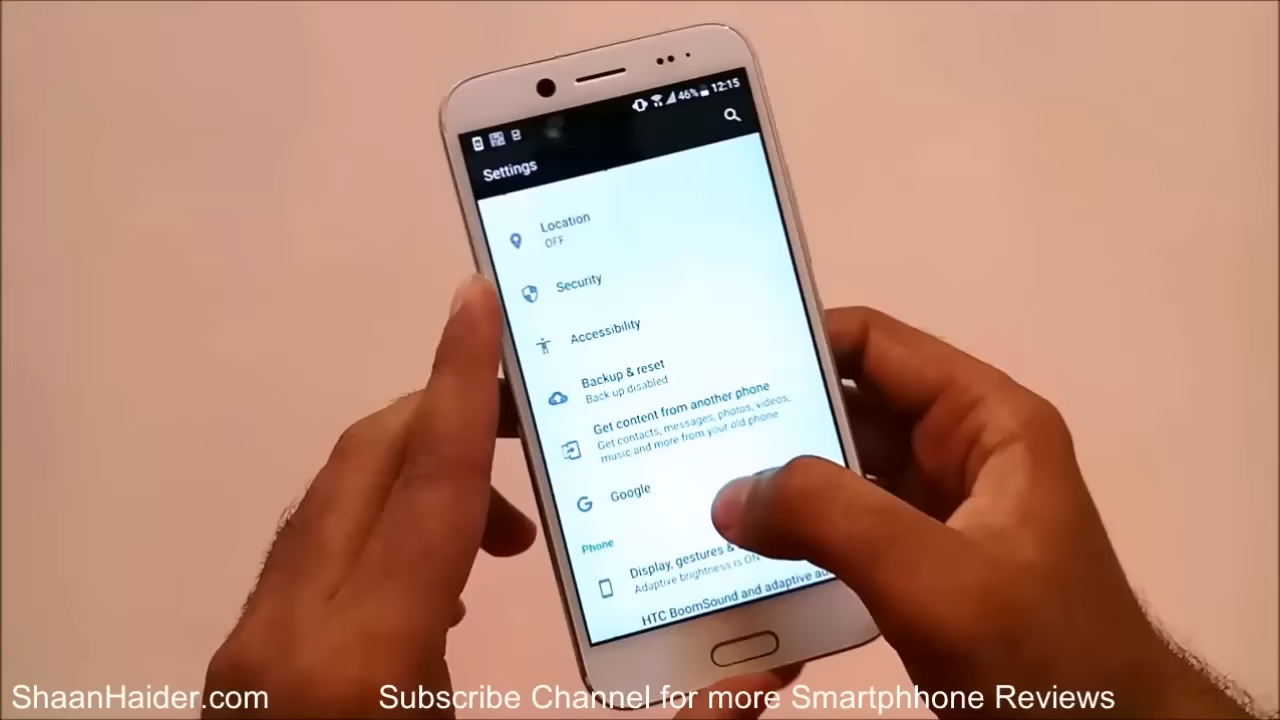 46% 12:15
Settings
Location
OFF
Security
Accessibility
Backup & reset
Back up disabled
Get content from another phone
Get contacts, messages, photos, videos,
music and more from your old phone
Google
Phone
Display, gestures &
Adaptive brightness is ON
HTC BoomSound and adaptive
ShaanHaider.com
Subscribe Channel for more Smartphhone Reviews